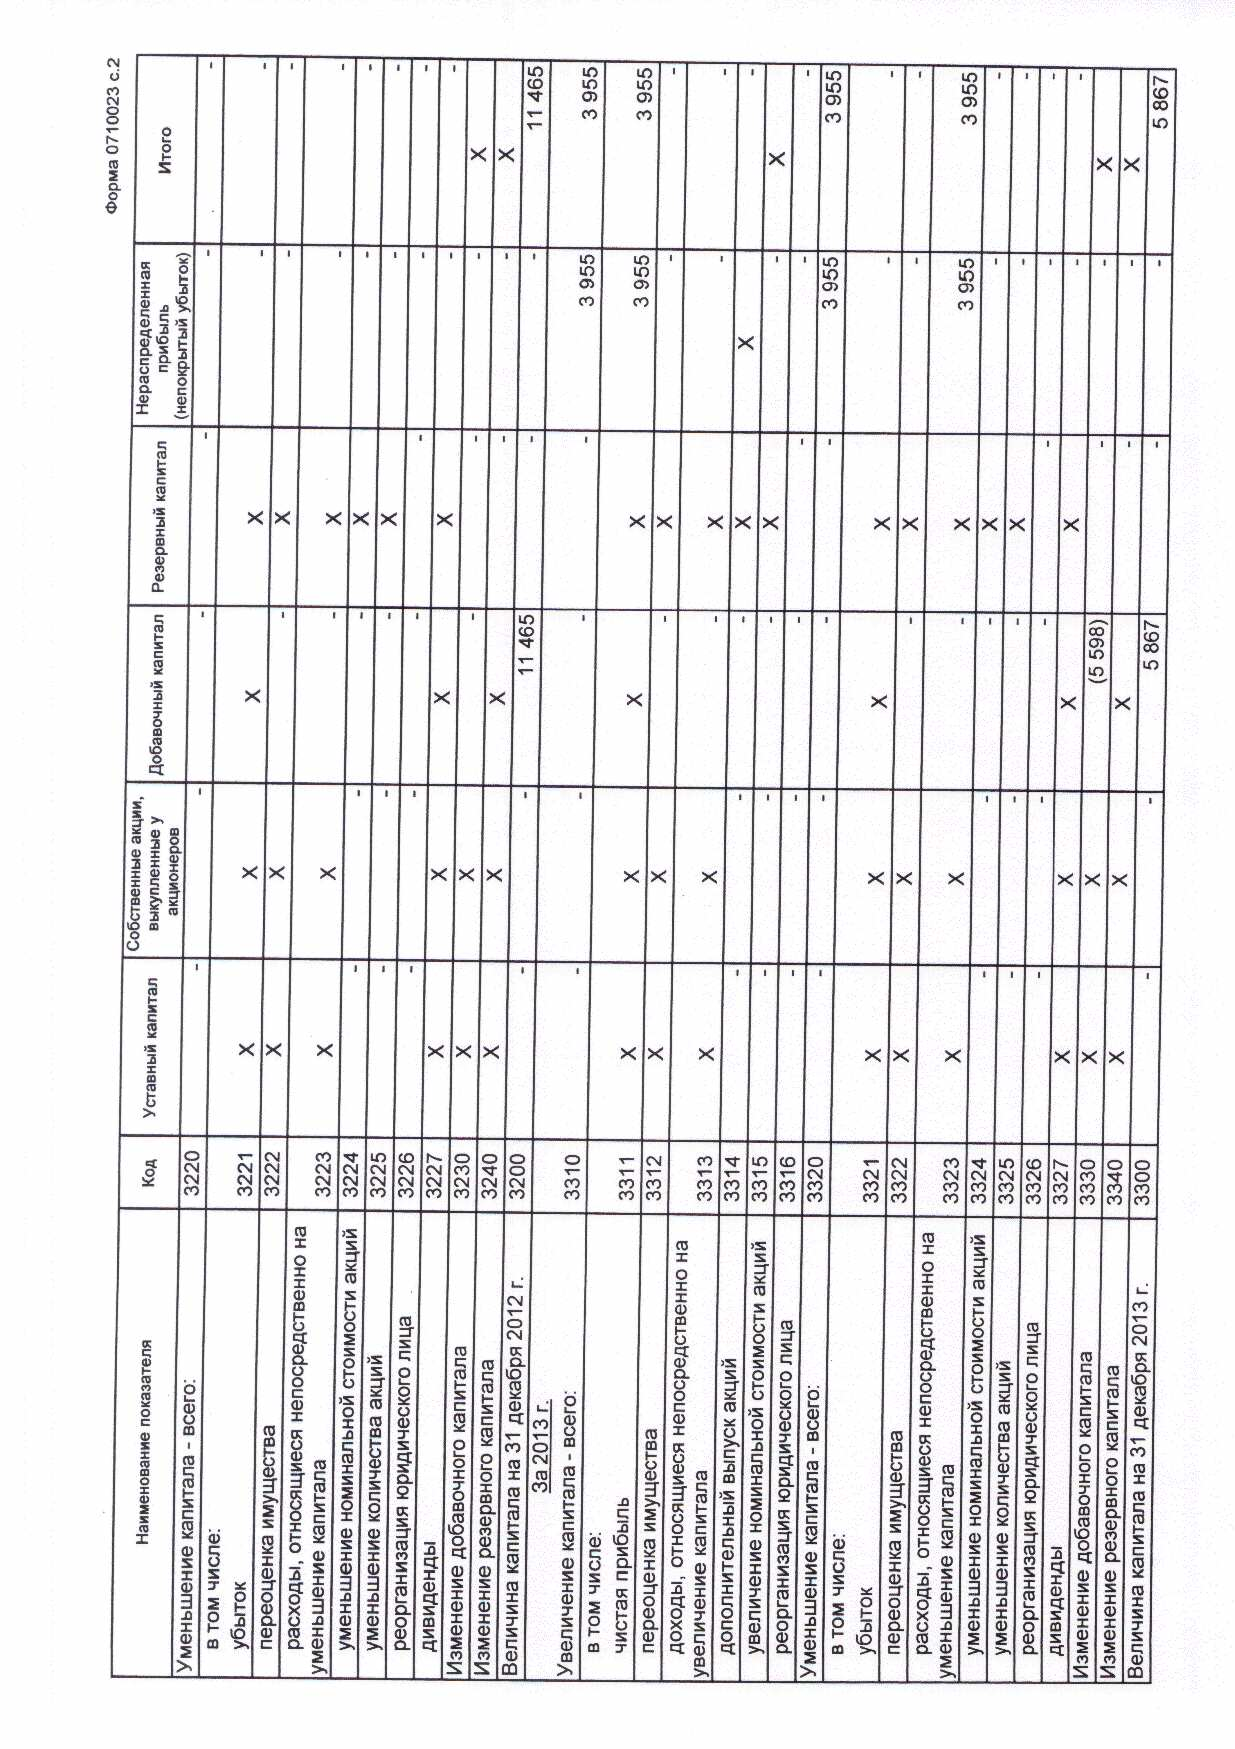 Форма 0710023 с.2
Наименование показателя Код Уставный капитал Собственные акции, выкупленные у акционеров Добавочный капитал Резервный капитал Нераспределенная прибыль (непокрытый убыток) Итого
Уменьшение капитала - всего: 3220 - - - - - -
в том числе:
убыток 3221 X X X X - -
переоценка имущества 3222 X X - X - -
расходы, относящиеся непосредственно на
уменьшение капитала 3223 X X - X - -
уменьшение номинальной стоимости акций 3224 - - - X - -
уменьшение количества акций 3225 - - - X - -
реорганизация юридического лица 3226 - - - - - -
дивиденды 3227 X X X X - -
Изменение добавочного капитала 3230 X X - - - X
Изменение резервного капитала 3240 X X X - - X
Величина капитала на 31 декабря 2012 г. 3200 - - 11 465 - - 11 465
За 2013 г.
Увеличение капитала - всего: 3310 - - - - 3 955 3 955
в том числе:
чистая прибыль 3311 X X X X 3 955 3 955
переоценка имущества 3312 X X - X - -
доходы, относящиеся непосредственно на
увеличение капитала 3313 X X - X - -
дополнительный выпуск акций 3314 - - - X X -
увеличение номинальной стоимости акций 3315 - - - X - X
реорганизация юридического лица 3316 - - - - - -
Уменьшение капитала - всего: 3320 - - - - 3 955 3 955
в том числе:
убыток 3321 X X X X - -
переоценка имущества 3322 X X - X - -
расходы, относящиеся непосредственно на
уменьшение капитала 3323 X X - X 3 955 3 955
уменьшение номинальной стоимости акций 3324 - - - X - -
уменьшение количества акций 3325 - - - X - -
реорганизация юридического лица 3326 - - - - - -
дивиденды 3327 X X X X - -
Изменение добавочного капитала 3330 X X (5 598) - - X
Изменение резервного капитала 3340 X X X - - X
Величина капитала на 31 декабря 2013 г. 3300 - - 5 867 - - 5 867